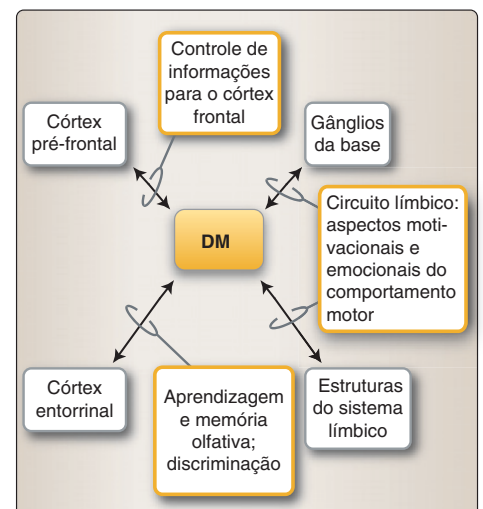 Controle de
informações
para o córtex
frontal
Córtex
pré-frontal
Gânglios
da base
DM
Circuito límbico:
aspectos moti-
vacionais e
emocionais do
comportamento
motor
Córtex
entorrinal
Aprendizagem
e memória
olfativa;
discriminação
Estruturas
do sistema
límbico